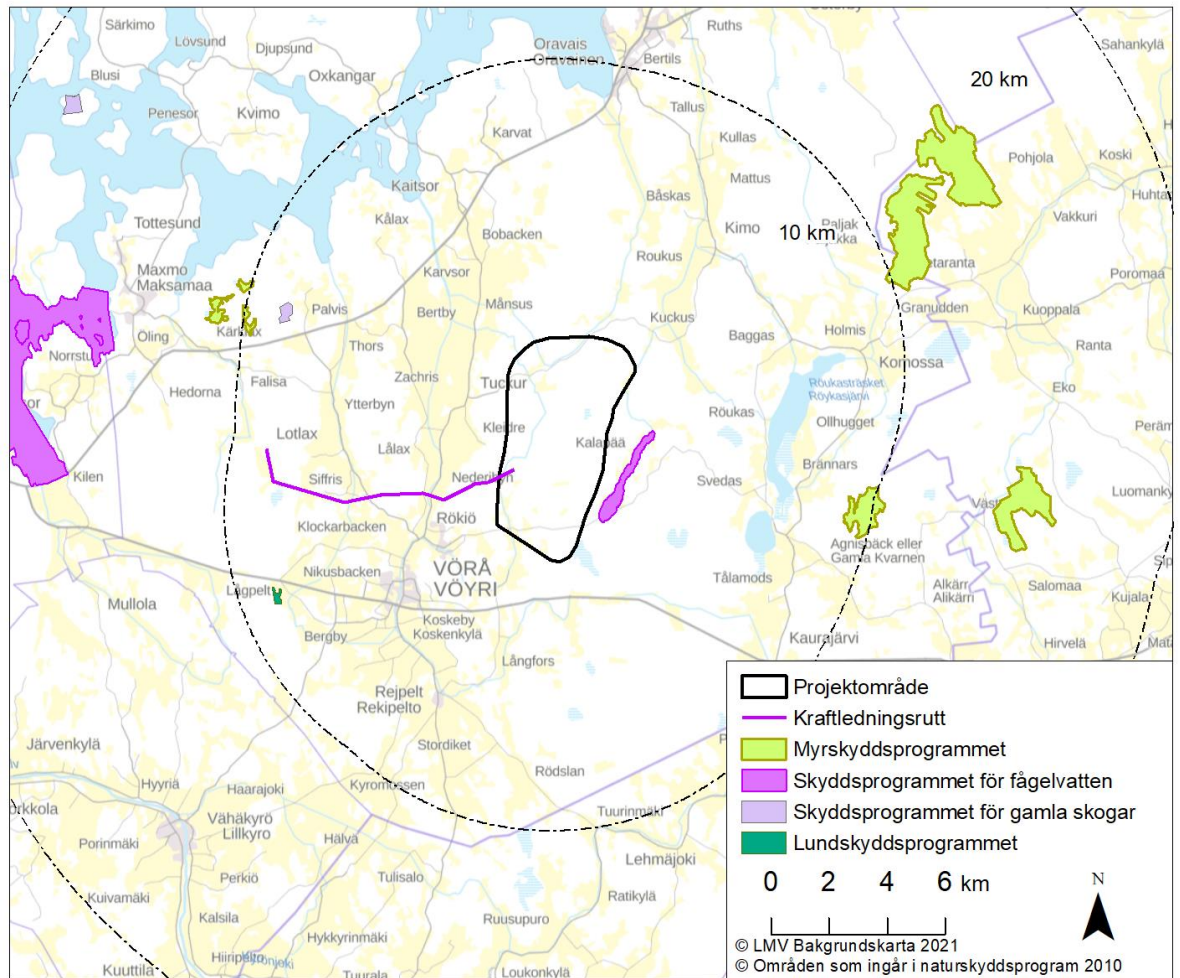 Särkimo
Lövsund
Djupsund
Oravais
Oravainen
Ruths
Bertils
Sahankylä
Blusi
Oxkangar
20 km
Penesor
Kvimo
Tallus
Karvat
Kullas
Pohjola
Koski
Kaitsor
Mattus
Båskas
Tottesund
Kålax
Bobacken
Kimo
10 km
Vakkuri
Maxmo
Maksamaa
Karvsor
Roukus
Poromaa
Palvis
Bertby
Månsus
Granudden
Kuoppala
Öling
Kuckus
Baggas
Holmis
Thors
Ranta
Komossa
Hedorna
Falisa
Zachris
Tuckur
Röukasträsket
Röykasjärvi
Eko
Ytterbyn
Röukas
Ollhugget
Lotlax
Lålax
Kleidre
Kalapää
Kilen
Siffris
Svedas
Brännars
Klockarbacken
Rökiö
Agnisbäck eller
Gamla Kvarnen
VÖRÅ
VÖYRI
Nikusbacken
Tålamods
Alkärr
Alikärri
Salomaa
Kujala
Mullola
Koskeby
Koskenkylä
Bergby
Kaurajärvi
Hirvelä
Långfors
Rejpelt
Rekipelto
Projektområde
Kraftledningsrutt
Järvenkylä
Stordiket
Myrskyddsprogrammet
Hyyriä
Haarajoki
Kyromossen
Rödslan
Skyddsprogrammet för fågelvatten
Vähäkyrö
Lillkyro
Tuurinmäki
Skyddsprogrammet för gamla skogar
Porinmäki
Hälvä
Lehmäjoki
Lundskyddsprogrammet
Perkiö
Tulisalo
Ratikylä
0 2 4 6 km
N
Kuivamäki
Kalsila
Ruusupuro
Hykkyrinmäki
© LMV Bakgrundskarta 2021
Kuuttila
Loukonkylä
© Områden som ingår i naturskyddsprogram 2010